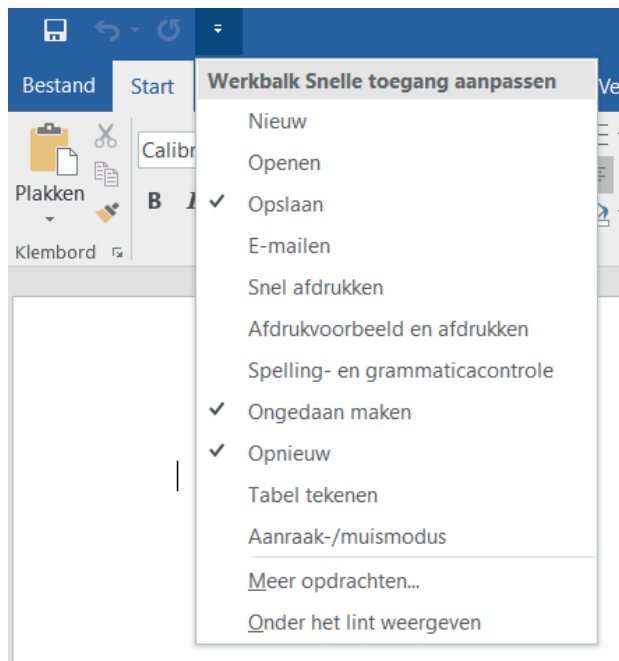 Bestand
Start
Werkbalk Snelle toegang aanpassen
Ve
Nieuw
Openen
Opslaan
E-mailen
Snel afdrukken
Afdrukvoorbeeld en afdrukken
Spelling- en grammaticacontrole
Ongedaan maken
Opnieuw
Tabel tekenen
Aanraak-/muismodus
Meer opdrachten...
Onder het lint weergeven
Plakken
Calibr
B I
Klembord